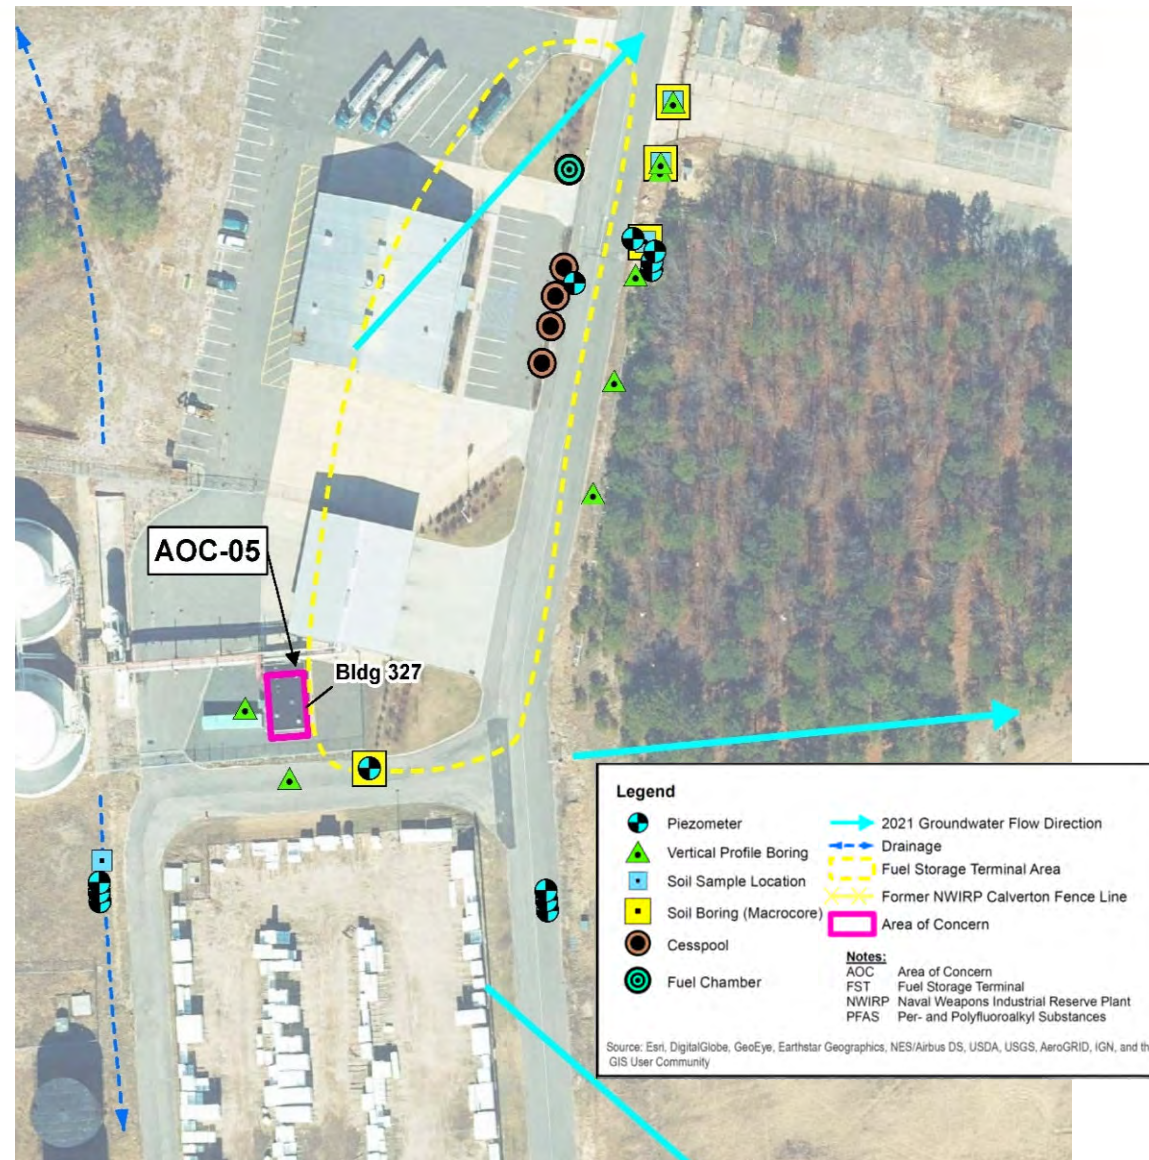 AOC-05
Bldg 327
Legend
Piezometer
Vertical Profile Boring
Soil Sample Location
Soil Boring (Macrocore)
Cesspool
Fuel Chamber
2021 Groundwater Flow Direction
Drainage
Fuel Storage Terminal Area
Former NWIRP Calverton Fence Line
Area of Concern
Notes:
AOC Area of Concern
FST Fuel Storage Terminal
NWIRP Naval Weapons Industrial Reserve Plant
PFAS Per- and Polyfluoroalkyl Substances
Source: Esri, DigitalGlobe, GeoEye, Earthstar Geographics, NES/Airbus DS, USDA, USGS, AeroGRID, IGN, and th
GIS User Community